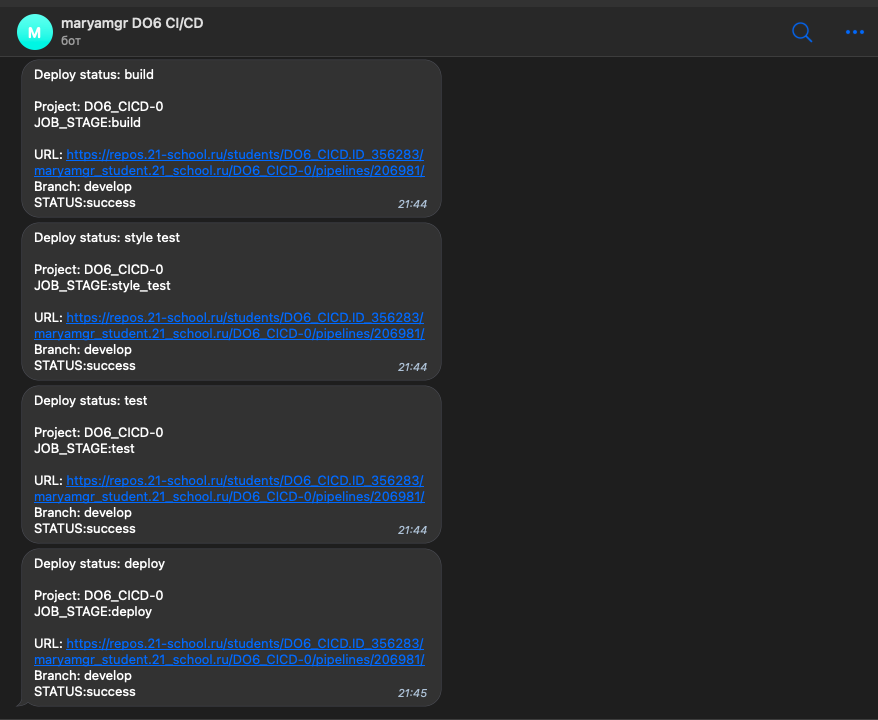 M
maryamgr DO6 CI/CD
бот
Deploy status: build
Project: DO6_CICD-0
JOB_STAGE:build
URL: https://repos.21-school.ru/students/DO6_CICD.ID_356283/
maryamgr_student.21_school.ru/DO6_CICD-0/pipelines/206981/
Branch: develop
STATUS:success
21:44
Deploy status: style test
Project: DO6_CICD-0
JOB_STAGE:style_test
URL: https://repos.21-school.ru/students/DO6_CICD.ID_356283/
maryamgr_student.21_school.ru/DO6_CICD-0/pipelines/206981/
Branch: develop
STATUS:success
21:44
Deploy status: test
Project: DO6_CICD-0
JOB_STAGE:test
URL: https://repos.21-school.ru/students/DO6_CICD.ID_356283/
maryamgr_student.21_school.ru/DO6_CICD-0/pipelines/206981/
Branch: develop
STATUS:success
21:44
Deploy status: deploy
Project: DO6_CICD-0
JOB_STAGE:deploy
URL: https://repos.21-school.ru/students/DO6_CICD.ID_356283/
maryamgr_student.21_school.ru/DO6_CICD-0/pipelines/206981/
Branch: develop
STATUS:success
21:45